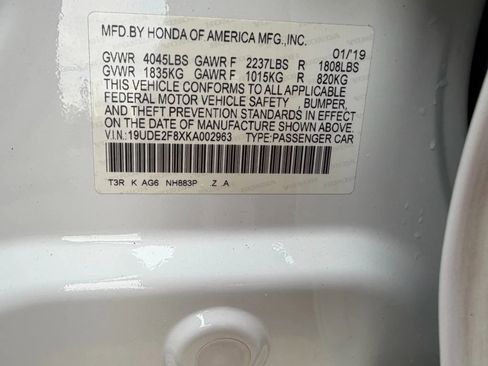 MFD.BY HONDA OF AMERICA MFG.,INC.
01/19
GVWR 4045LBS GAWR F 2237LBS R 1808LBS
GVWR 1835KG GAWR F 1015KG R 820KG
THIS VEHICLE CONFORMS TO ALL APPLICABLE
FEDERAL MOTOR VEHICLE SAFETY , BUMPER,
AND THEFT PREVENTION STANDARDS IN EFFECT
ON THE DATE OF MANUFACTURE SHOWN ABOVE.
V.I.N:19UDE2F8XKA002963 TYPE:PASSENGER CAR
T3R K AG6 NH883P .Z A